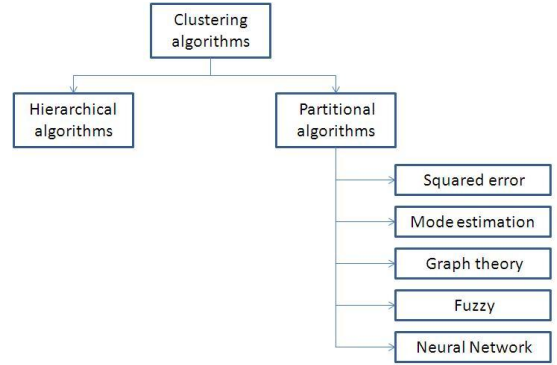 Clustering
algorithms
Hierarchical
algorithms
Partitional
algorithms
Squared error
Mode estimation
Graph theory
Fuzzy
Neural Network